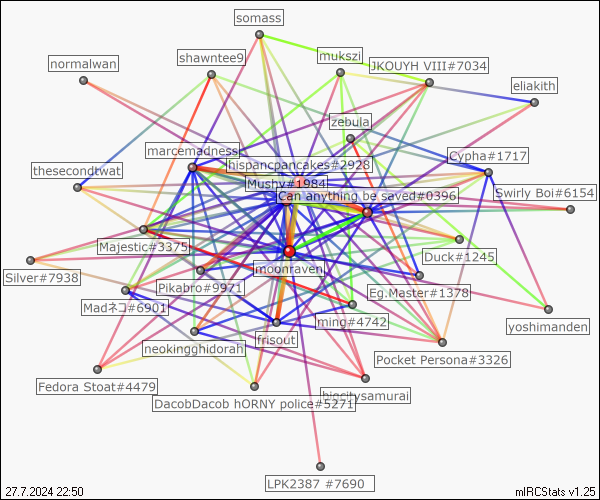 somass
shawntee9
mukszi
normalwan
JKOUYH VIII#7034
eliakith
zebula
marcemadness
hispancpancakes#2928
Cypha#1717
thesecondtwat
Mushy#1984
Can anything be saved#0396
Swirly Boi#6154
Majestic#3375
Duck#1245
moonraven
Silver#7938
Pikabro#9971
Eg.Master#1378
Madネコ#6901
ming#4742
yoshimanden
frisout
neokingghidorah
Pocket Persona#3326
Fedora Stoat#4479
bigcitysamurai
DacobDacob hORNY police#5271
LPK2387 #7690
27.7.2024 22:50
mIRCStats v1.25